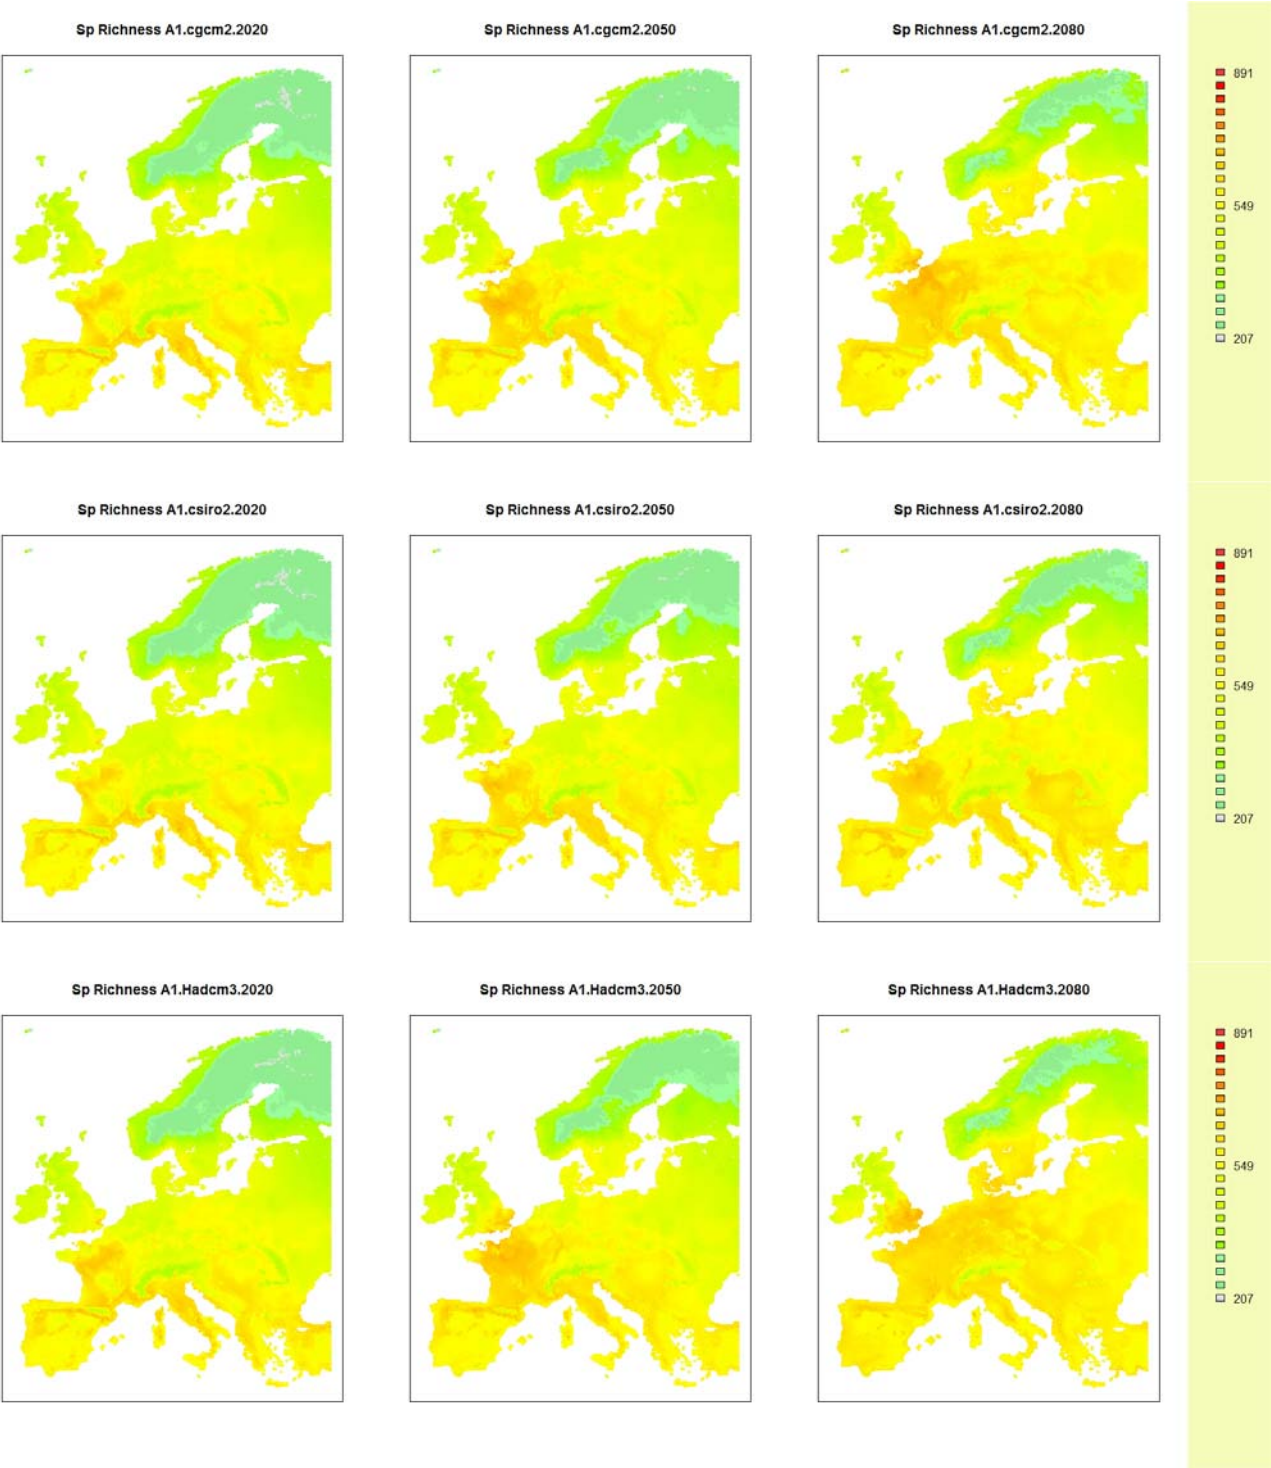 Sp Richness A1.cgcm2.2020
Sp Richness A1.cgcm2.2050
Sp Richness A1.cgcm2.2080
891
549
207
Sp Richness A1.csiro2.2020
Sp Richness A1.csiro2.2050
Sp Richness A1.csiro2.2080
891
549
207
Sp Richness A1.Hadcm3.2020
Sp Richness A1.Hadcm3.2050
Sp Richness A1.Hadcm3.2080
891
549
207